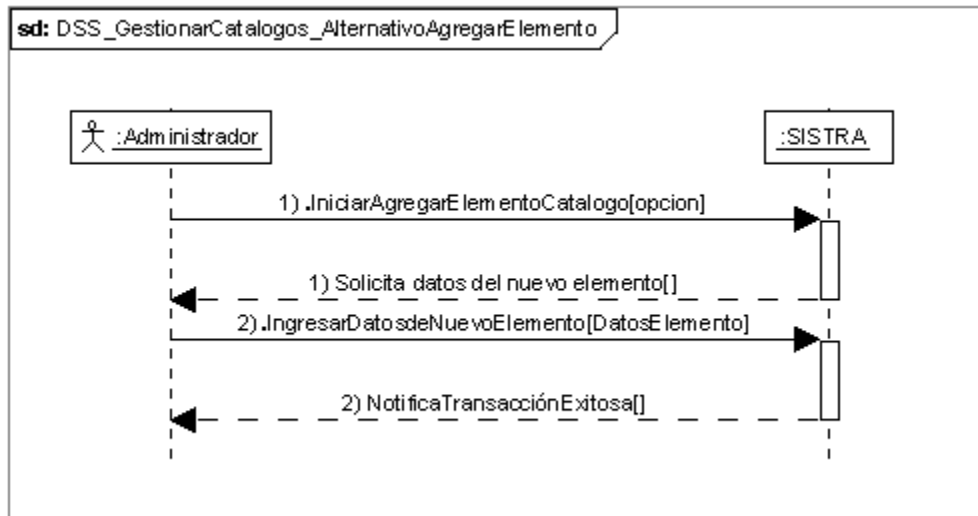 sd: DSS_GestionarCatalogos_AlternativoAgregarElemento
:Administrador
:SISTRA
1) .IniciarAgregarElementoCatalogo[opcion]
1) Solicita datos del nuevo elemento[]
2).IngresarDatosdeNuevoElemento[DatosElemento]
2) NotificaTransacciónExitosa[]